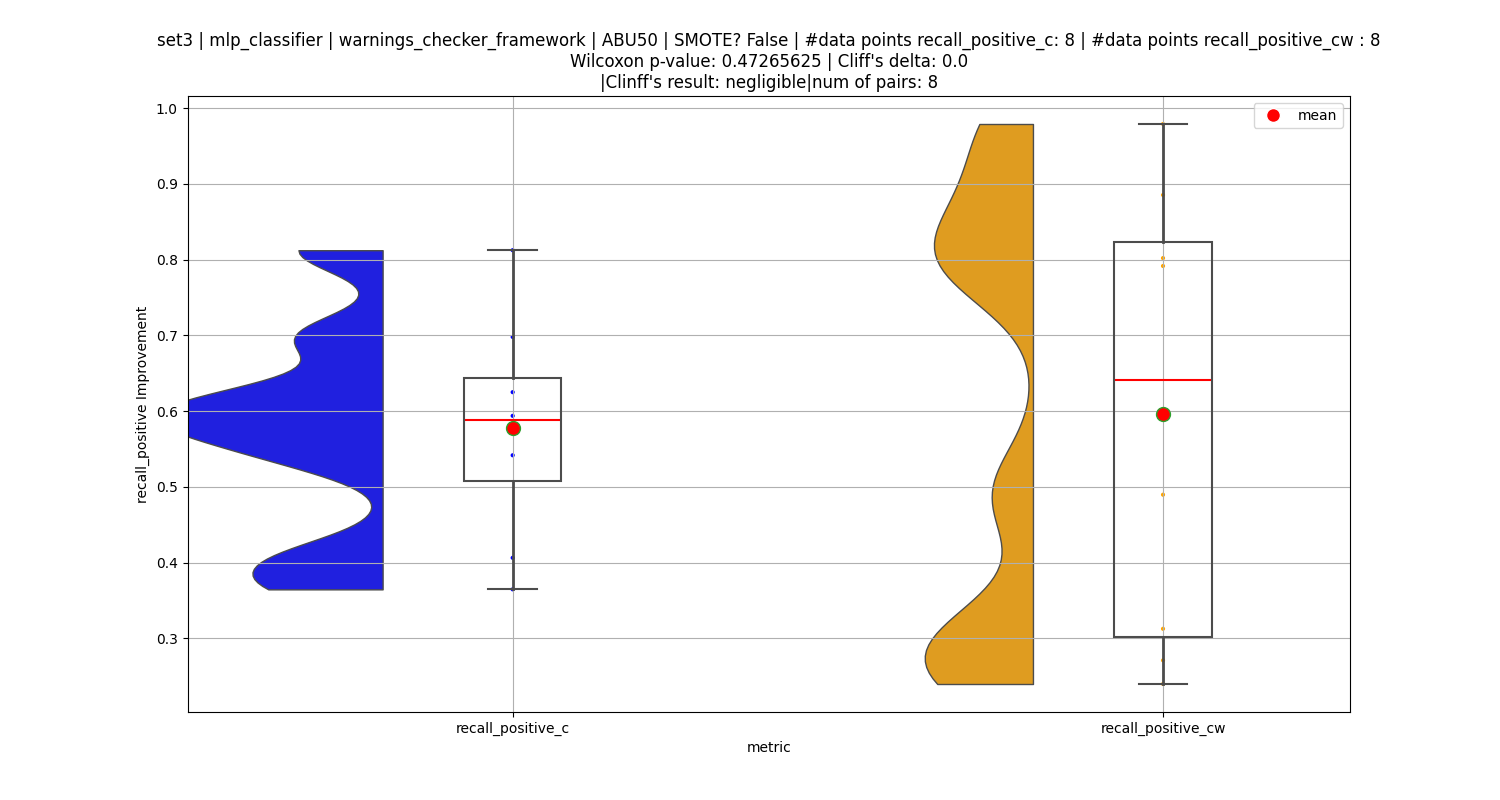 set3 | mlp_classifier | warnings_checker_framework | ABU50 | SMOTE? False | #data points recall_positive_c: 8 | #data points recall_positive_cw : 8
Wilcoxon p-value: 0.47265625 | Cliff's delta: 0.0
|Clinff's result: negligible|num of pairs: 8
mean
1.0
0.9
0.8
0.7
0.6
0.5
0.4
0.3
recall_positive Improvement
recall_positive_c
recall_positive_cw
metric